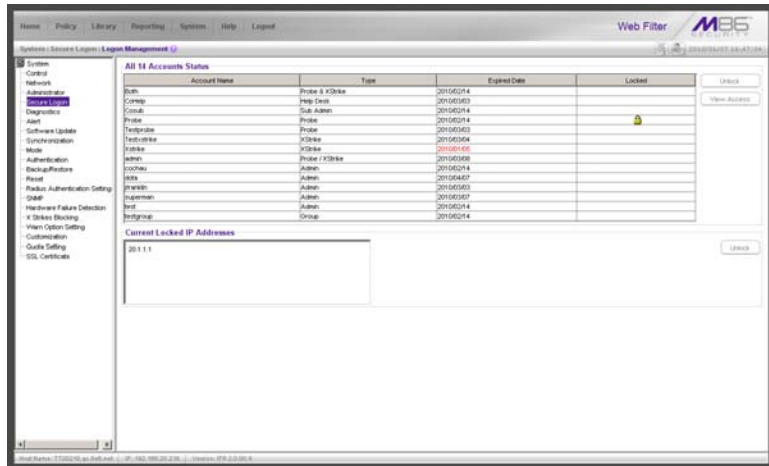 Home Policy Library Reporting System Help Logout
Web Filter
M86
SECURITY
System : Secure Logon : Logon Management
System
Control
Network
Administrator
Secure Logon
Diagnostics
Alert
Software Update
Synchronization
Mode
Authentication
Backup/Restore
Reset
Radius Authentication Setting
SNMP
Hardware Failure Detection
X Strikes Blocking
Warn Option Setting
Customization
Quota Setting
SSL Certificate
All 14 Accounts Status
Account Name Type Expired Date Locked
Both Probe & XStrike 2010/02/14
Help Desk 2010/03/03
Cosub Sub Admin 2010/02/14
Probe Probe 2010/02/14
Testprobe Probe 2010/03/03
Testxstrike XStrike 2010/03/04
Xstrike XStrike 2010/01/05
admin Probe / XStrike 2010/03/08
cochau Admin 2010/02/14
Admin 2010/04/07
jfranklin Admin 2010/03/03
superman Admin 2010/03/07
test Admin 2010/02/14
testgroup Group 2010/02/14
Unlock
View Access
Current Locked IP Addresses
20.1.1.1
Unlock